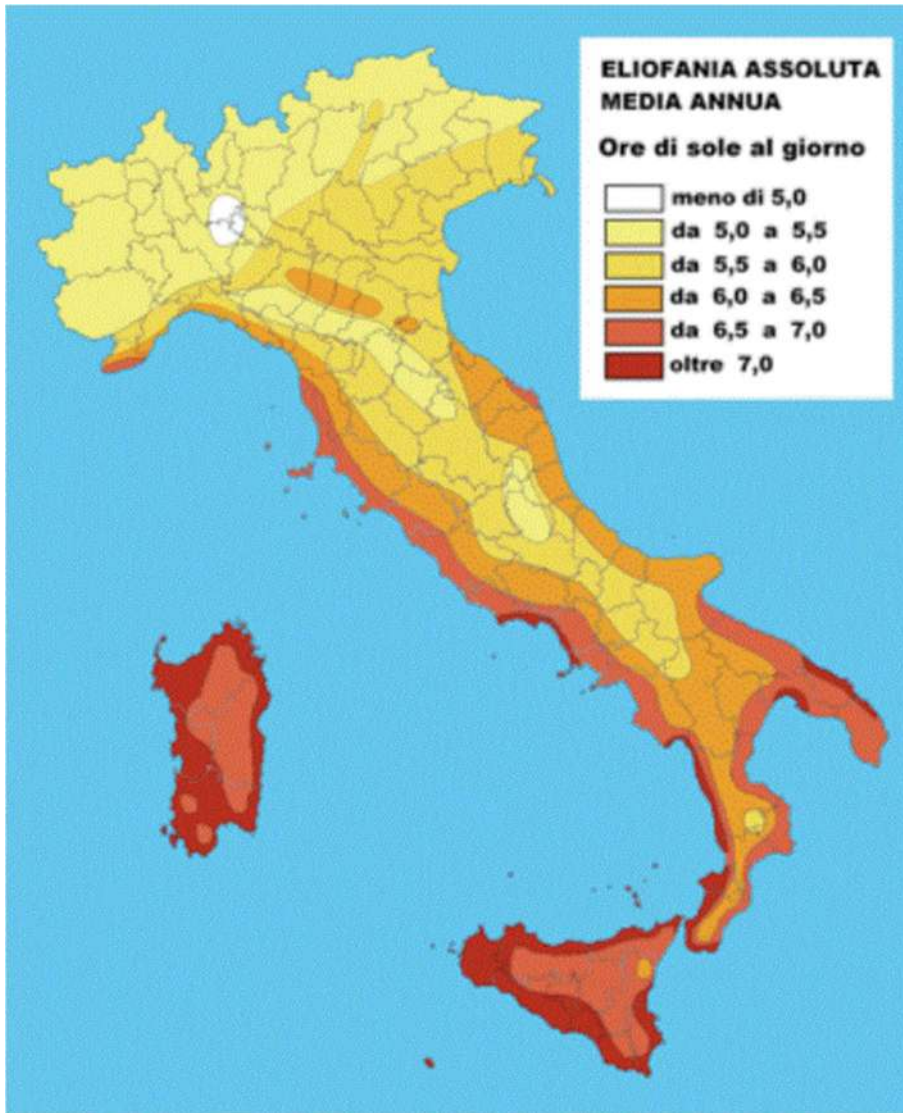 ELIOFANIA ASSOLUTA
MEDIA ANNUA
Ore di sole al giorno
meno di 5,0
da 5,0 a 5,5
da 5,5 a 6,0
da 6,0 a 6,5
da 6,5 a 7,0
oltre 7,0